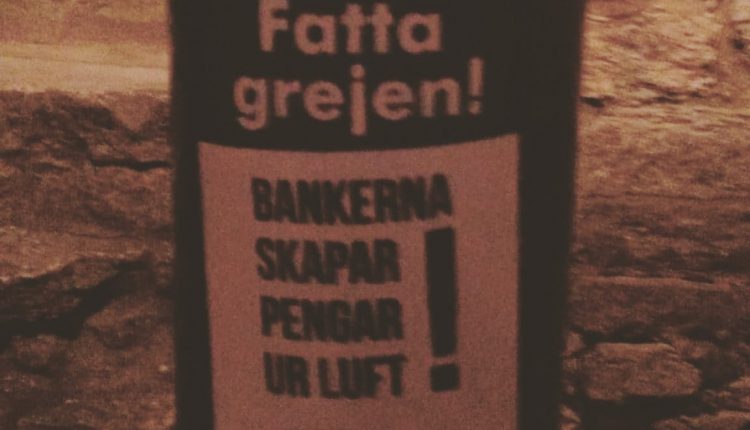 Fatta
grejen!
BANKERNA
SKAPAR
PENGAR
UR LUFT!